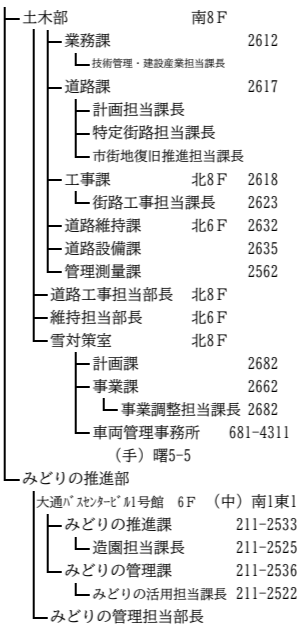 土木部 南8F
業務課 2612
技術管理・建設産業担当課長
道路課 2617
計画担当課長
特定街路担当課長
市街地復旧推進担当課長
工事課 北8F 2618
街路工事担当課長 2623
道路維持課 北6F 2632
道路設備課 2635
管理測量課 2562
道路工事担当部長 北8F
維持担当部長 北6F
雪対策室 北8F
計画課 2682
事業課 2662
事業調整担当課長 2682
車両管理事務所 681-4311
（手）曙5-5
みどりの推進部
大通ﾊﾞｽｾﾝﾀｰﾋﾞﾙ1号館 6F （中）南1東1
みどりの推進課 211-2533
造園担当課長 211-2525
みどりの管理課 211-2536
みどりの活用担当課長 211-2522
みどりの管理担当部長